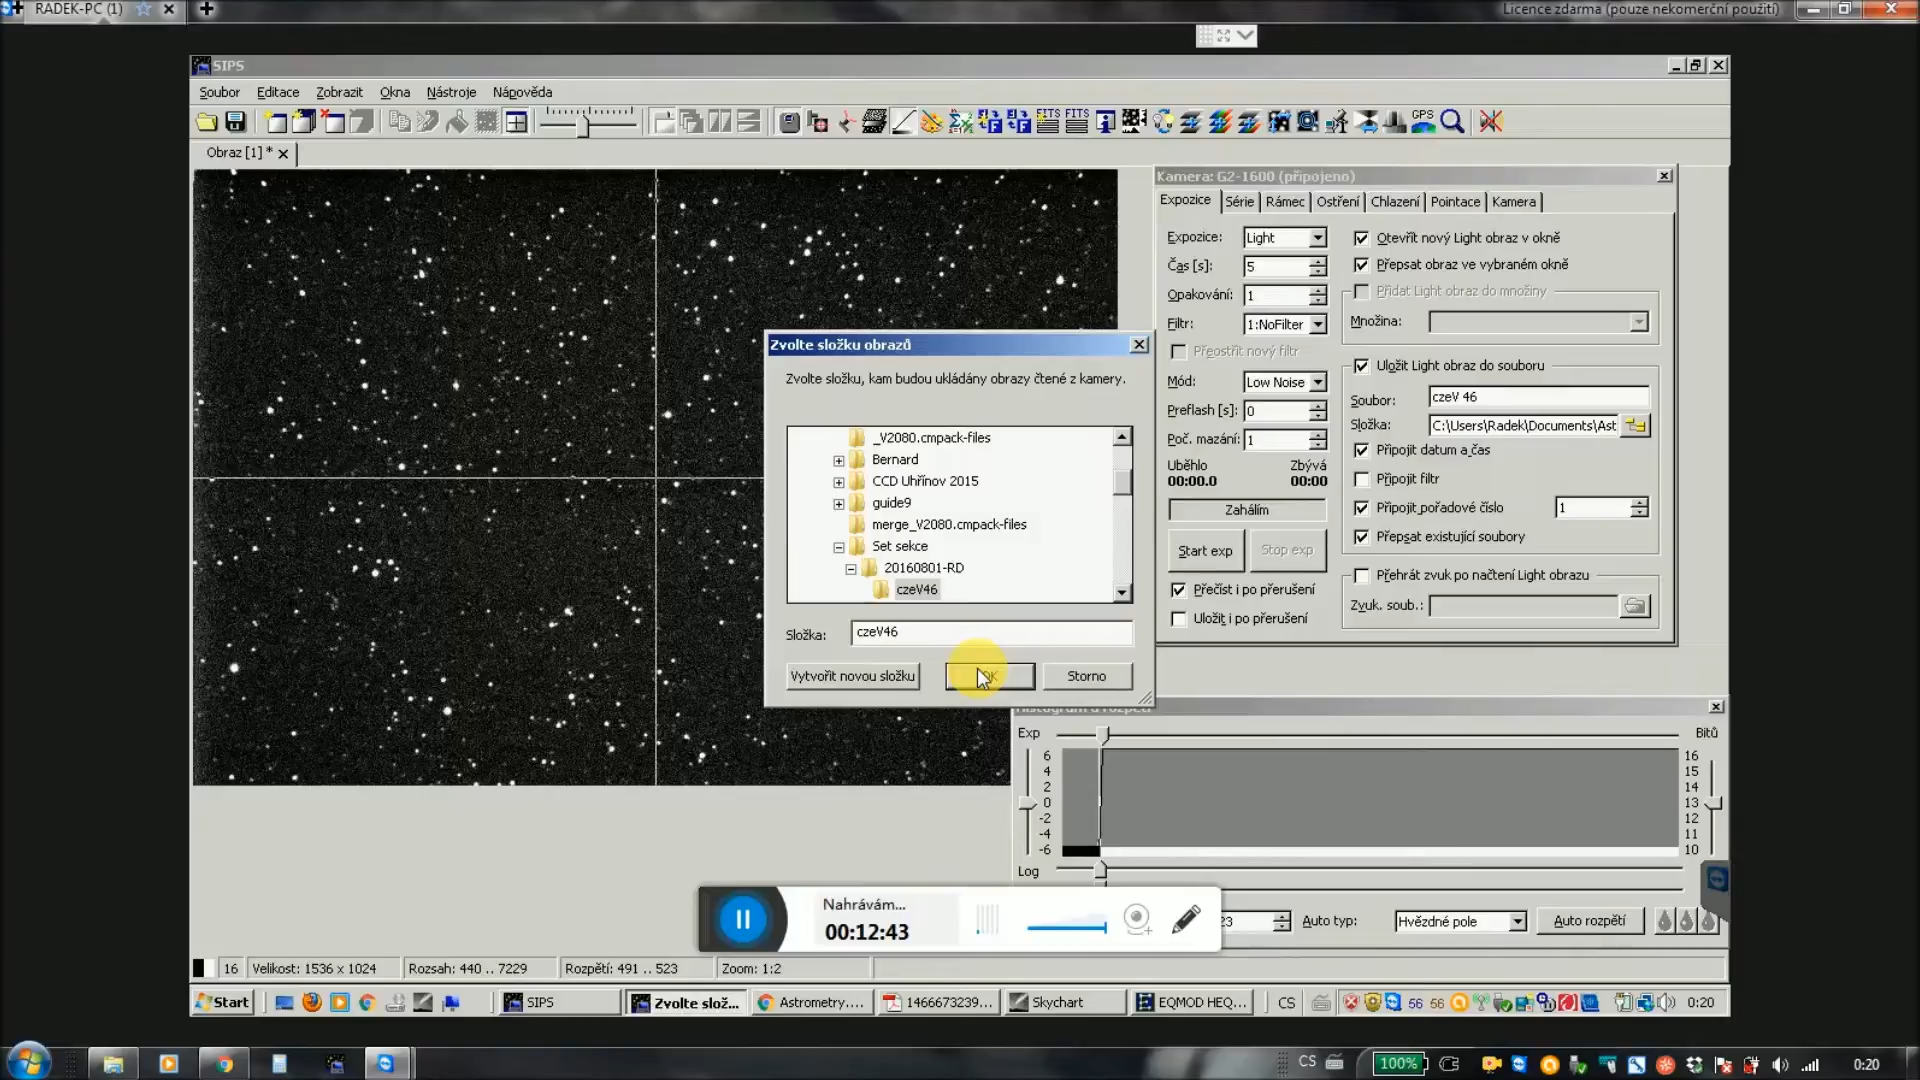 RADEK-PC (1)
Licence zdarma (pouze nekomerční použití)
SIPS
Soubor Editace Zobrazit Okna Nástroje Nápověda
FITS FITS GPS
Obraz [1] *
Kamera: G2-1600 (připojeno)
Expozice Série Rámec Ostření Chlazení Pointace Kamera
Expozice: Light
Otevřít nový Light obraz v okně
Čas [s]: 5
Přepsat obraz ve vybraném okně
Opakování: 1
Přidat Light obraz do množiny
Filtr: 1:NoFilter
Množina:
Přeostřit nový filtr
Uložit Light obraz do souboru
Mód: Low Noise
Soubor: czeV 46
Preflash [s]: 0
Složka: C:\Users\Radek\Documents\Ast
Poč. mazání: 1
Připojit datum a čas
Uběhlo Zbývá
00:00.0 00:00
Připojit filtr
Zahálím
Připojit pořadové číslo 1
Start exp Stop exp
Přepsat existující soubory
Přečíst i po přerušení
Přehrát zvuk po načtení Light obrazu
Uložit i po přerušení
Zvuk. soub.:
Zvolte složku obrazů
Zvolte složku, kam budou ukládány obrazy čtené z kamery.
_V2080.cmpack-files
Bernard
CCD Uhřínov 2015
guide9
merge_V2080.cmpack-files
Set sekce
20160801-RD
czeV46
Složka: czeV46
Vytvořit novou složku Storno
Exp Bitů
6 16
4 15
2 14
0 13
-2 12
-4 11
-6 10
Log
Auto typ: Hvězdné pole Auto rozpětí
Nahrávám...
00:12:43
16 Velikost: 1536 x 1024 Rozsah: 440 .. 7229 Rozpětí: 491 .. 523 Zoom: 1:2
Start SIPS Zvolte slož... Astrometry.... 1466673239... Skychart EQMOD HEQ... CS 56 56 0:20
CS 100% 0:20